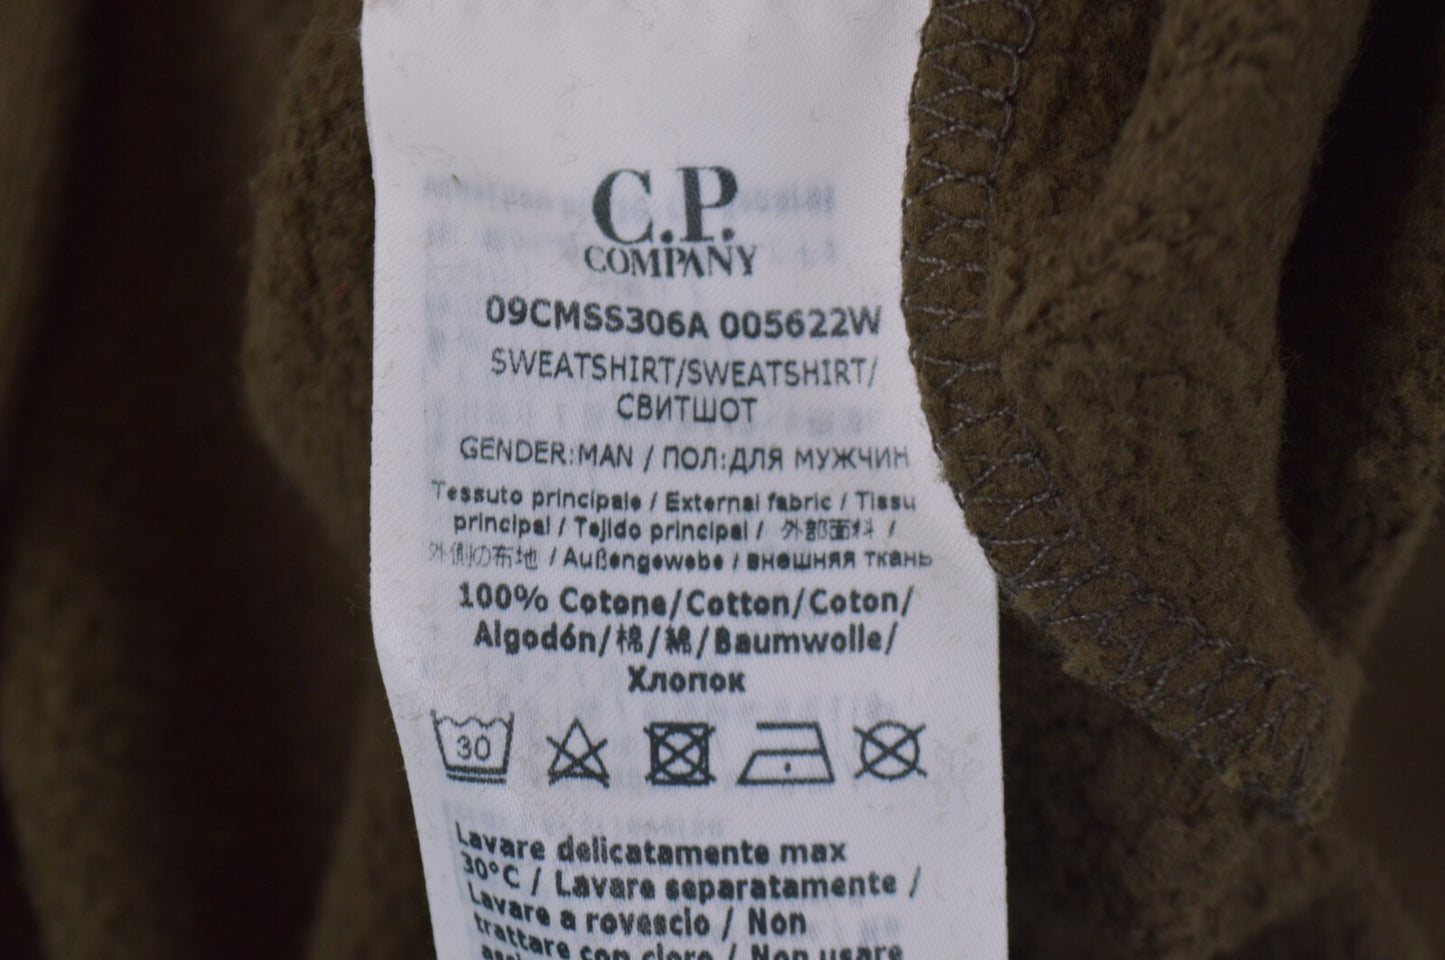 C.P.
COMPANY
09CMSS306A 005622W
SWEATSHIRT/SWEATSHIRT/
СВИТШОТ
GENDER:MAN / ПОЛ:ДЛЯ МУЖЧИН
Tessuto principale / External fabric / Tissu
principal / Tejido principal / 外部面料 /
外側の布地 / Außengewebe / внешняя ткань
100% Cotone/Cotton/Coton/
Algodón/棉/綿/Baumwolle/
Хлопок
30
Lavare delicatamente max
30°C / Lavare separatamente /
Lavare a rovescio / Non
trattare con cloro / Non usare